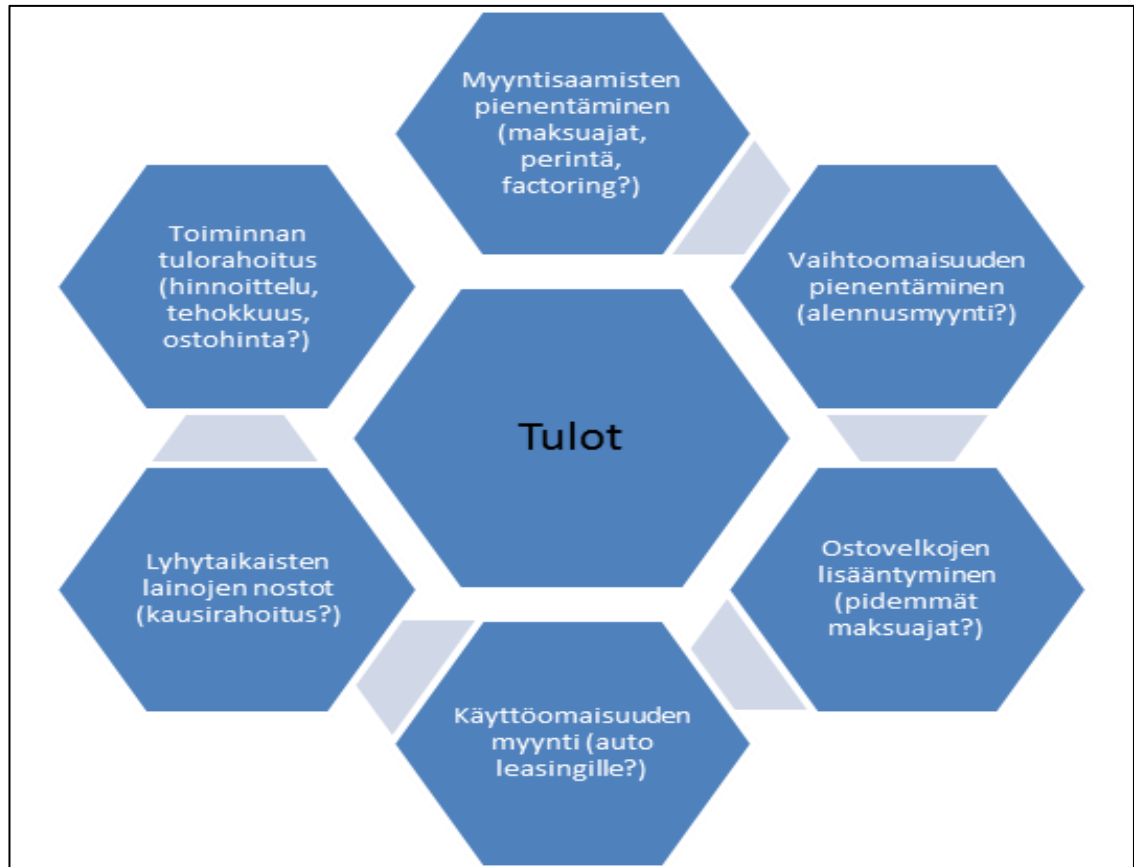 Myyntisaamisten
pienentäminen
(maksuajat,
perintä,
factoring?)
Vaihtoomaisuuden
pienentäminen
(alennusmyynti?)
Ostovelkojen
lisääntyminen
(pidemmät
maksuajat?)
Käyttöomaisuuden
myynti (auto
leasingille?)
Lyhytaikaisten
lainojen nostot
(kausirahoitus?)
Toiminnan
tulorahoitus
(hinnoittelu,
tehokkuus,
ostohinta?)
Tulot